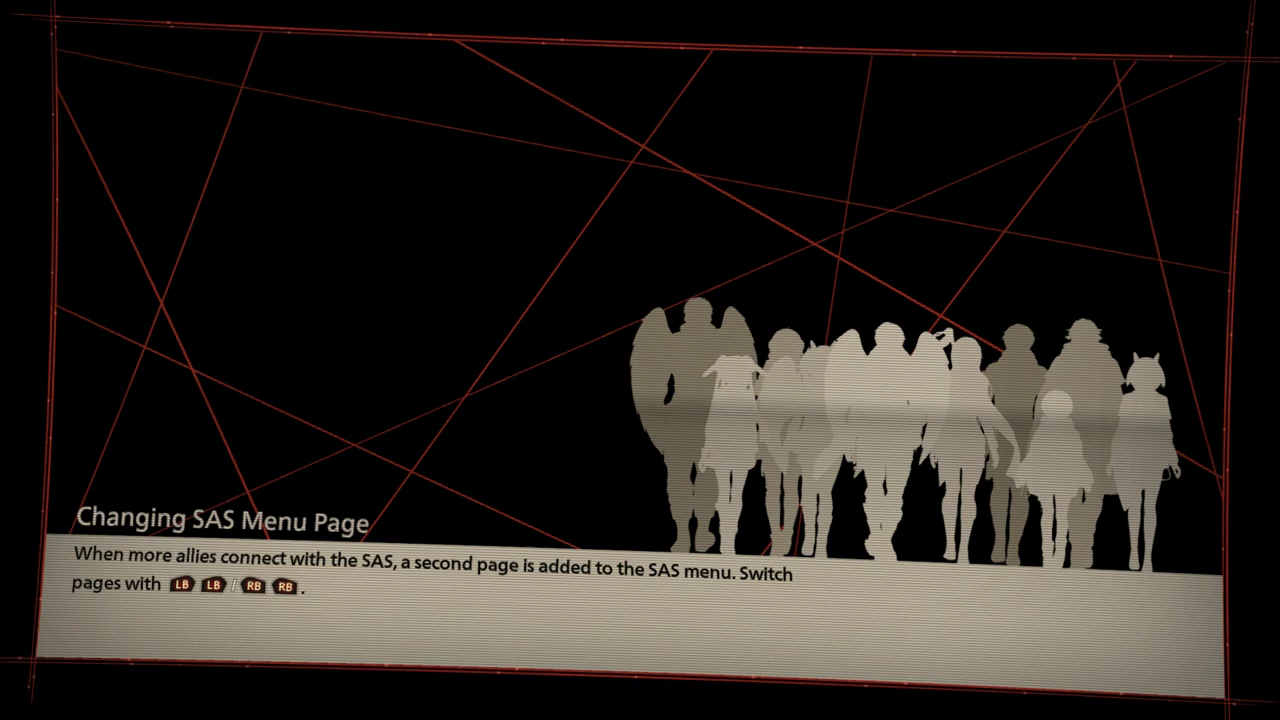 Changing SAS Menu Page
When more allies connect with the SAS, a second page is added to the SAS menu. Switch
pages with LB LB / RB RB .